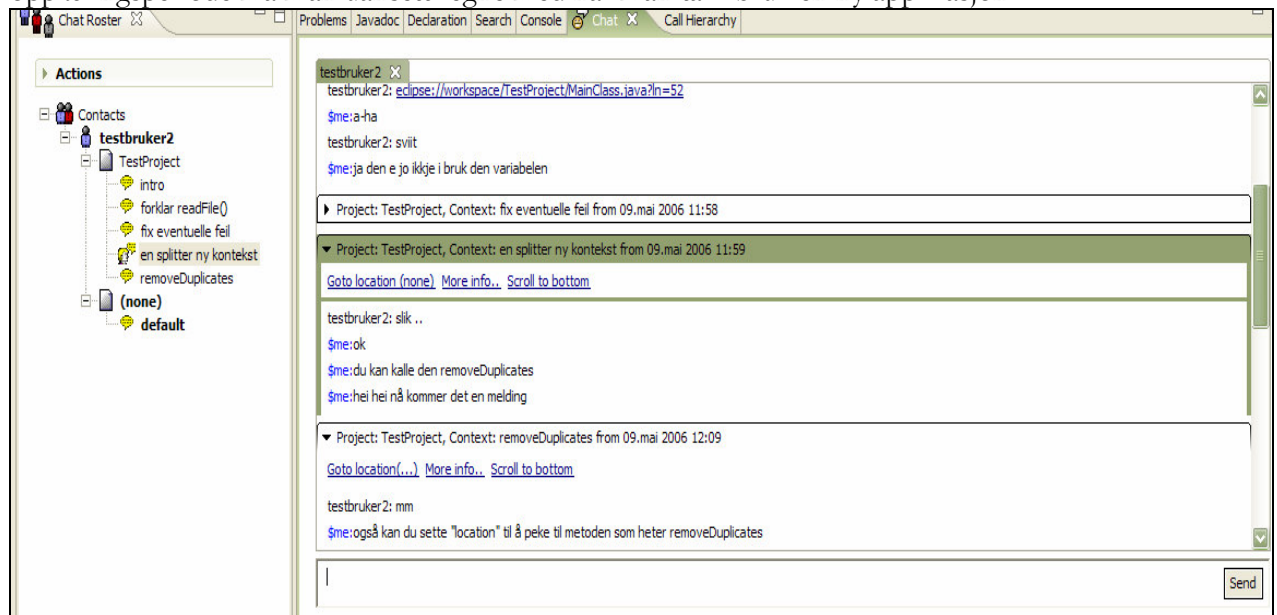 Chat Roster
Actions
Contacts
testbruker2
TestProject
intro
forklar readFile()
fix eventuelle feil
en splitter ny kontekst
removeDuplicates
(none)
default
Problems Javadoc Declaration Search Console Chat Call Hierarchy
testbruker2
testbruker2: eclipse://workspace/TestProject/MainClass.java?ln=52
$me:a-ha
testbruker2: sviit
$me:ja den e jo ikkje i bruk den variabelen
Project: TestProject, Context: fix eventuelle feil from 09.mai 2006 11:58
Project: TestProject, Context: en splitter ny kontekst from 09.mai 2006 11:59
Goto location (none) More info.. Scroll to bottom
testbruker2: slik ..
$me:ok
$me:du kan kalle den removeDuplicates
$me:hei hei nå kommer det en melding
Project: TestProject, Context: removeDuplicates from 09.mai 2006 12:09
Goto location(...) More info.. Scroll to bottom
testbruker2: mm
$me:også kan du sette "location" til å peke til metoden som heter removeDuplicates
Send